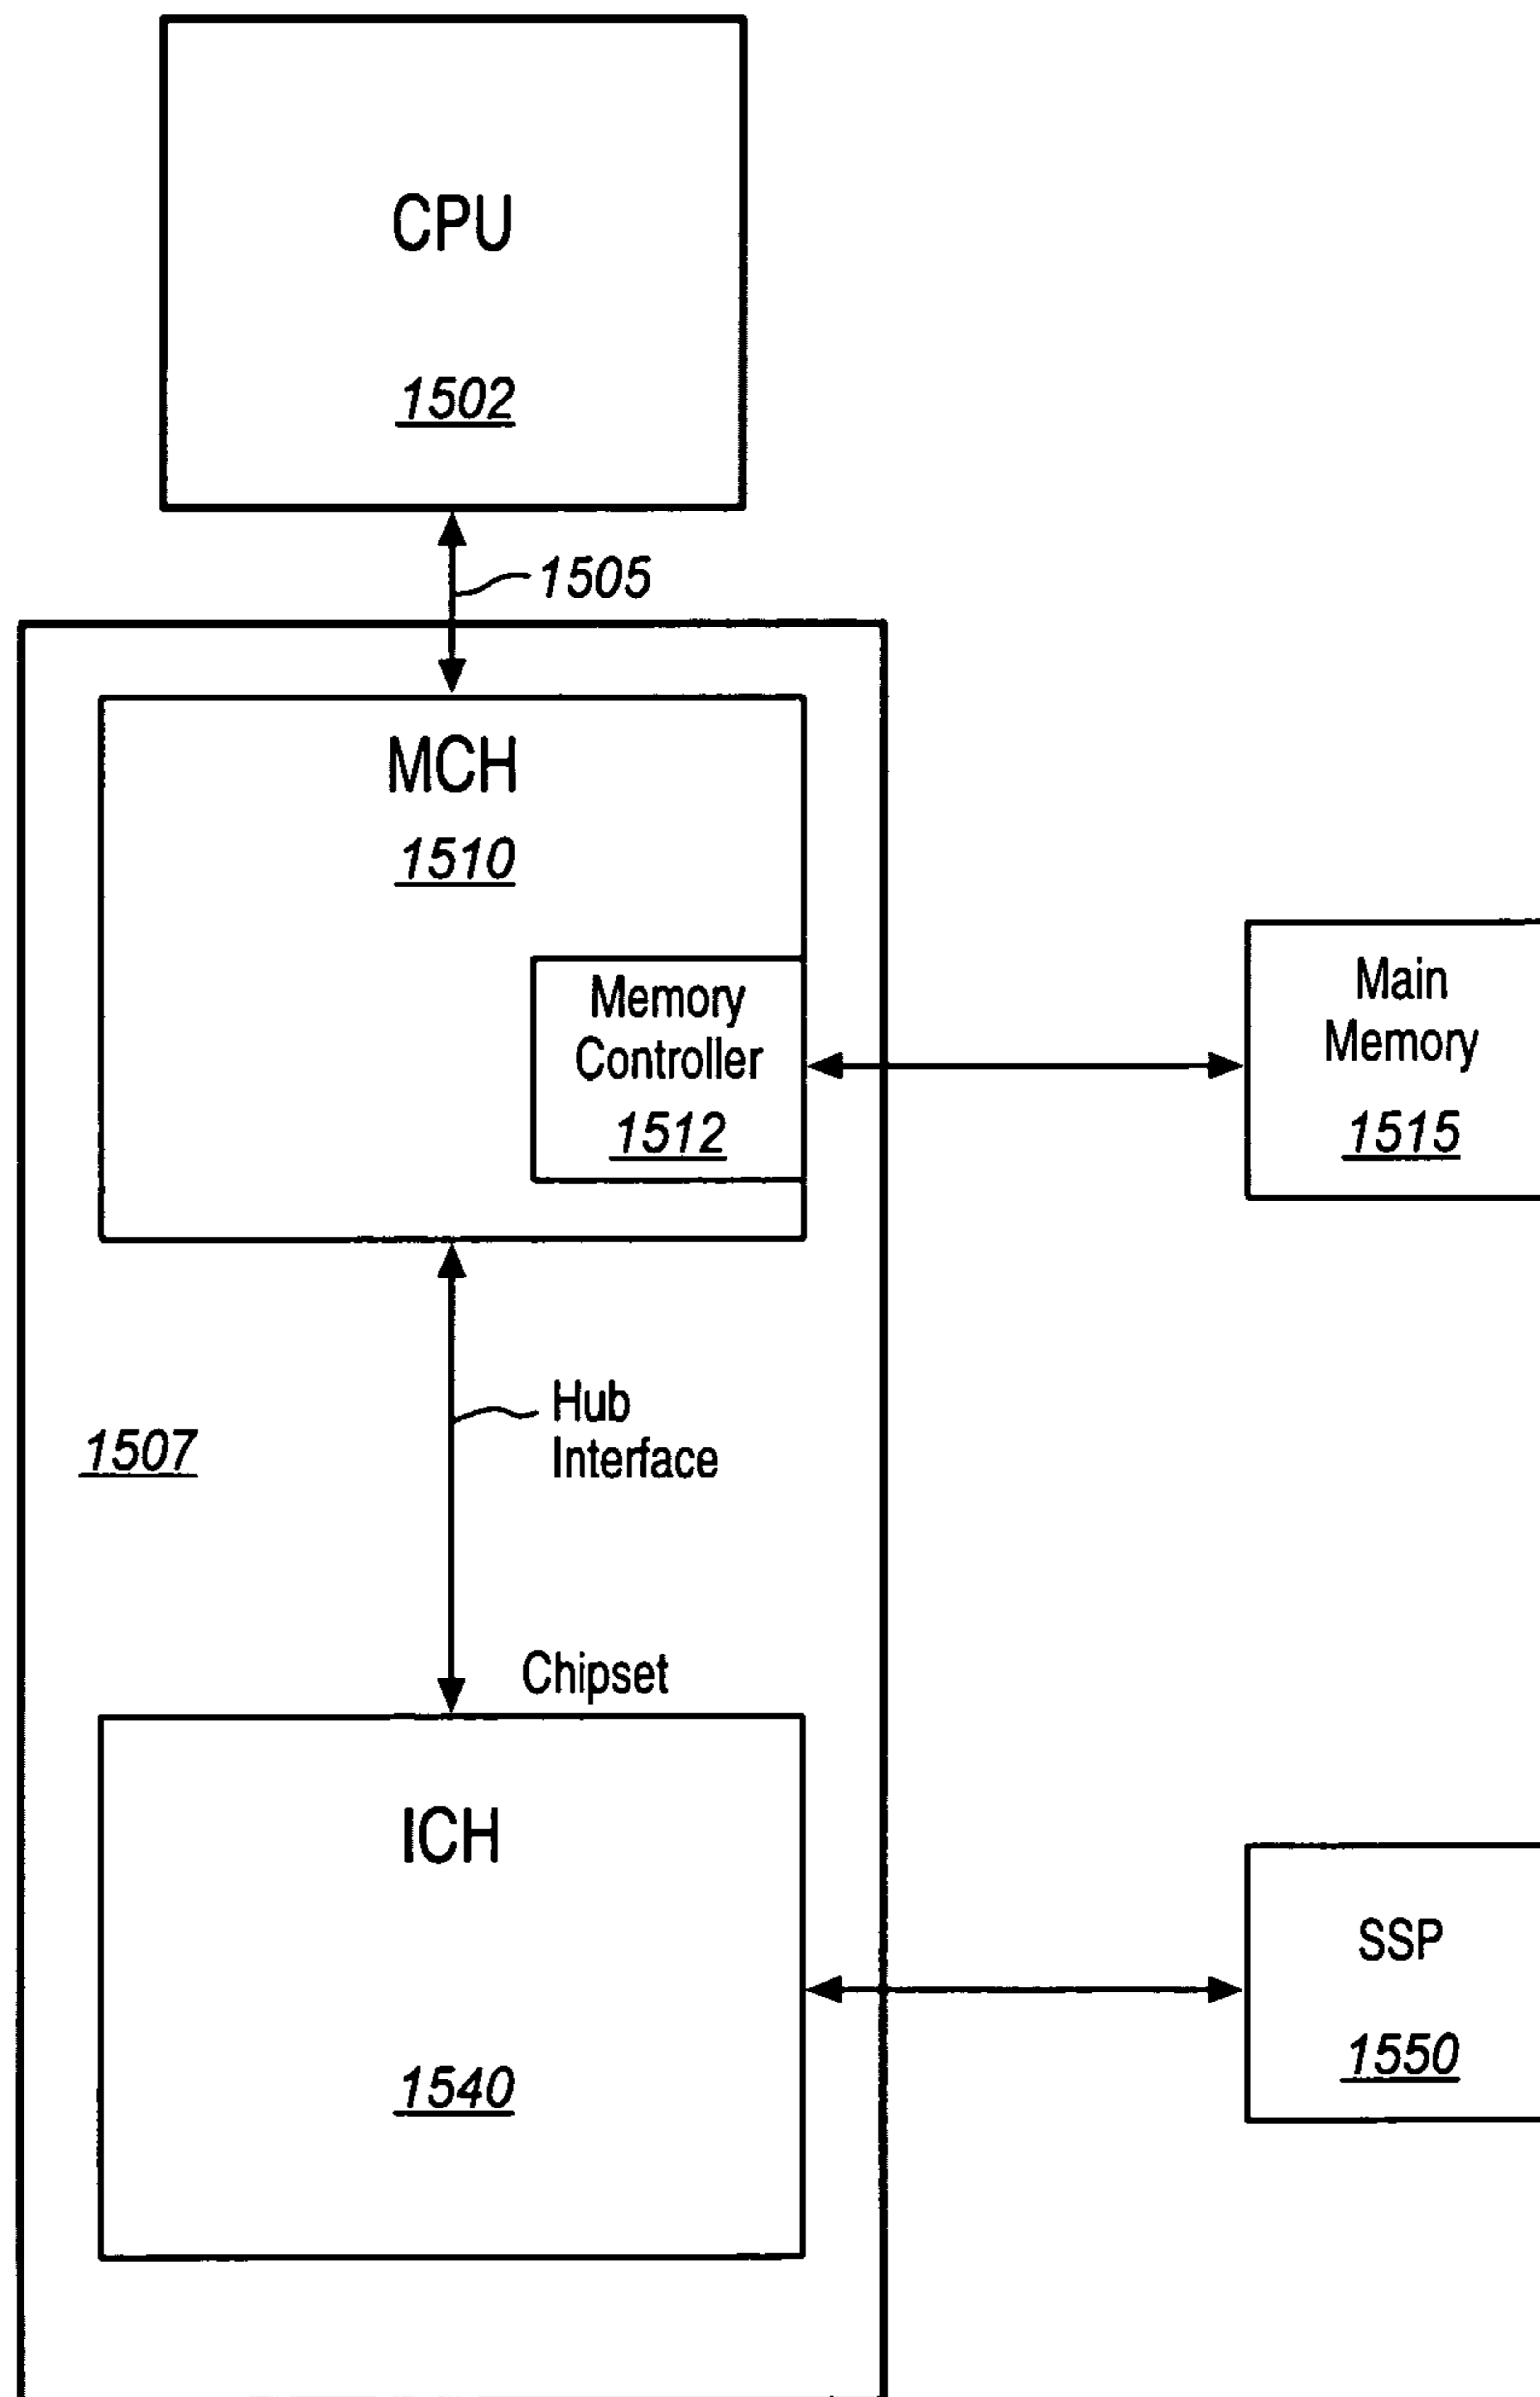 CPU
1502
1505
MCH
1510
Memory
Controller
1512
Main
Memory
1515
Hub
Interface
1507
Chipset
ICH
1540
SSP
1550